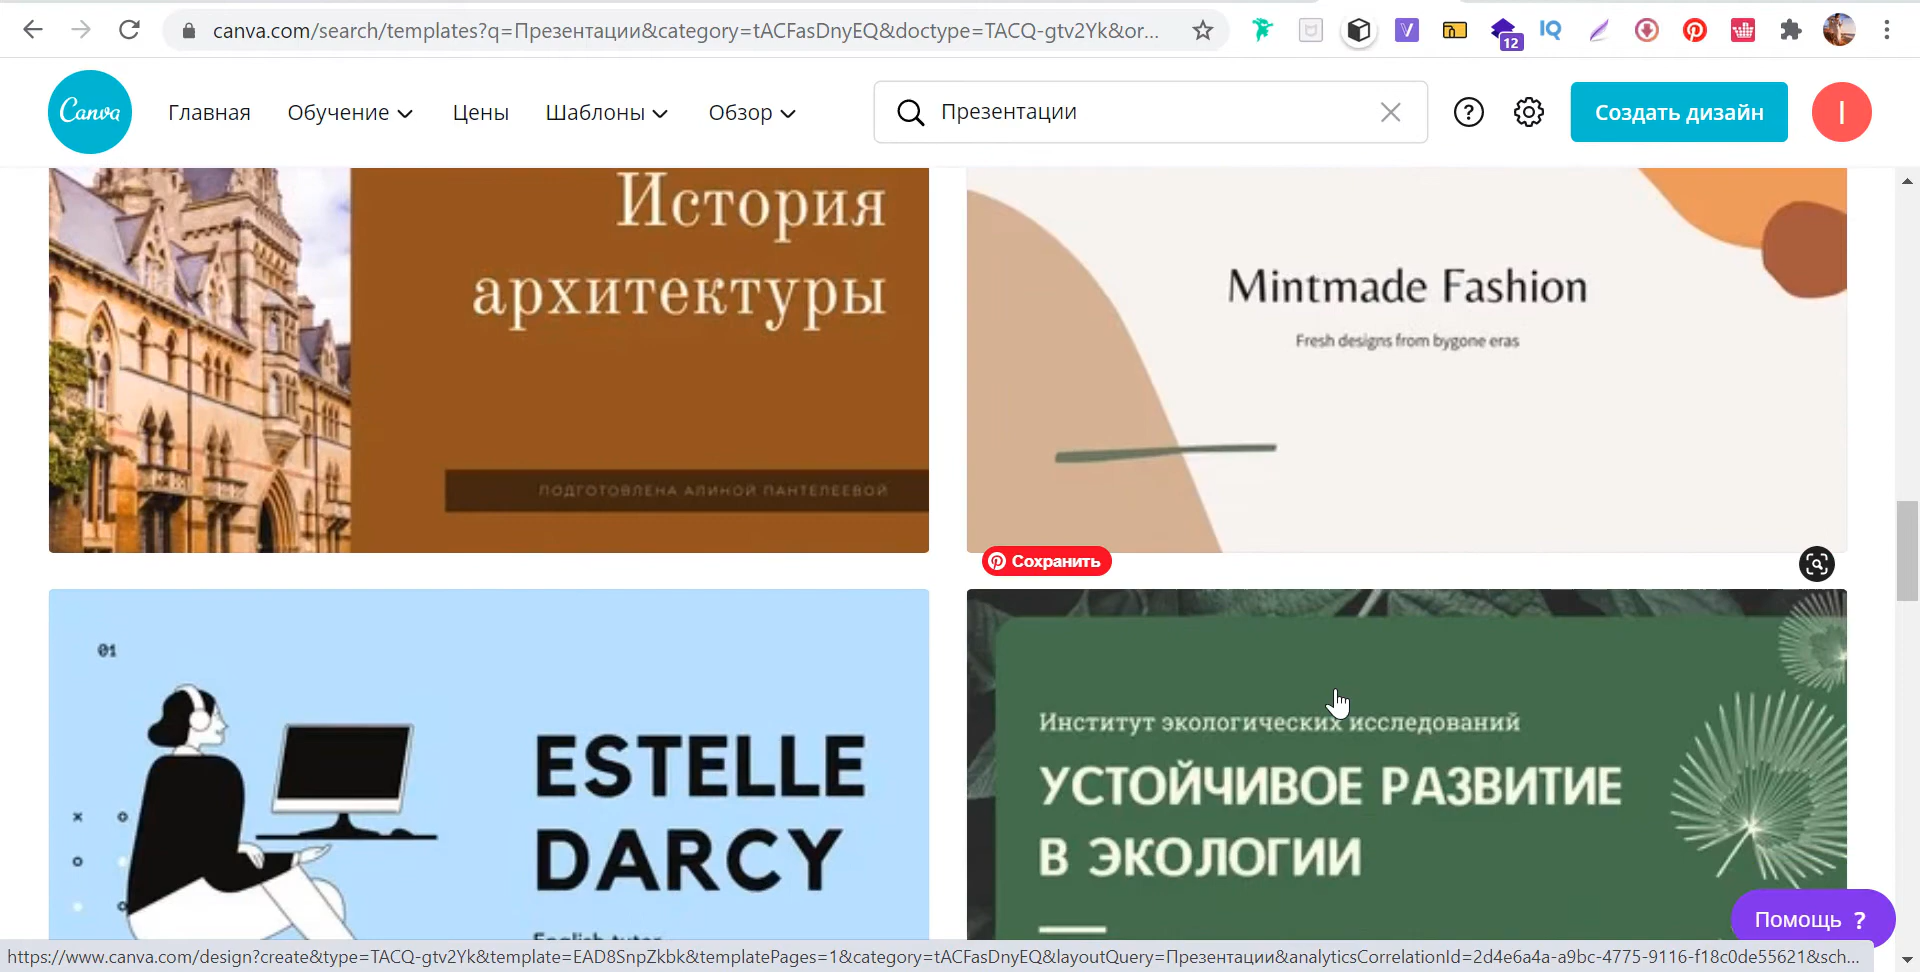 canva.com/search/templates?q=Презентации&category=tACFasDnyEQ&doctype=TACQ-gtv2Yk&or...
12
IQ
Canva
Главная
Обучение
Цены
Шаблоны
Обзор
Презентации
Создать дизайн
I
История
архитектуры
ПОДГОТОВЛЕНА АЛИНОЙ ПАНТЕЛЕЕВОЙ
Mintmade Fashion
Fresh designs from bygone eras
Сохранить
01
ESTELLE
DARCY
English tutor
Институт экологических исследований
УСТОЙЧИВОЕ РАЗВИТИЕ
В ЭКОЛОГИИ
Помощь ?
https://www.canva.com/design?create&type=TACQ-gtv2Yk&template=EAD8SnpZkbk&templatePages=1&category=tACFasDnyEQ&layoutQuery=Презентации&analyticsCorrelationId=2d4e6a4a-a9bc-4775-9116-f18c0de55621&sch...